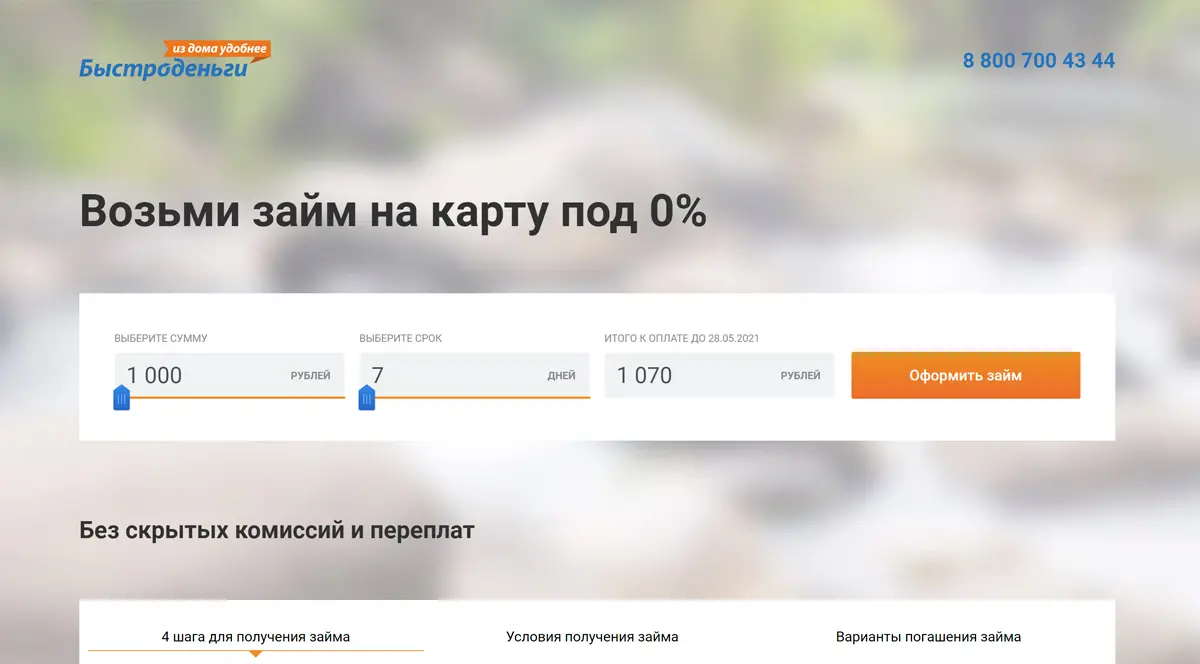 из дома удобнее
Быстроденьги
8 800 700 43 44
Возьми займ на карту под 0%
ВЫБЕРИТЕ СУММУ
ВЫБЕРИТЕ СРОК
ИТОГО К ОПЛАТЕ ДО 28.05.2021
1 000 РУБЛЕЙ
7 ДНЕЙ
1 070 РУБЛЕЙ
Оформить займ
Без скрытых комиссий и переплат
4 шага для получения займа
Условия получения займа
Варианты погашения займа